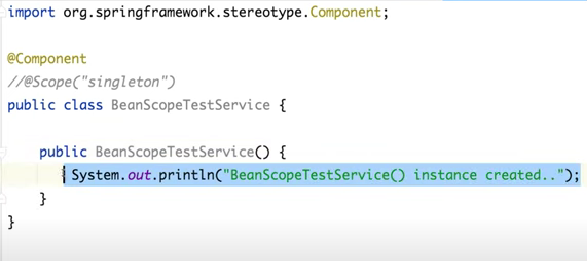 import org.springframework.stereotype.Component;
@Component
//@Scope("singleton")
public class BeanScopeTestService {
public BeanScopeTestService() {
System.out.println("BeanScopeTestService() instance created..");
}
}